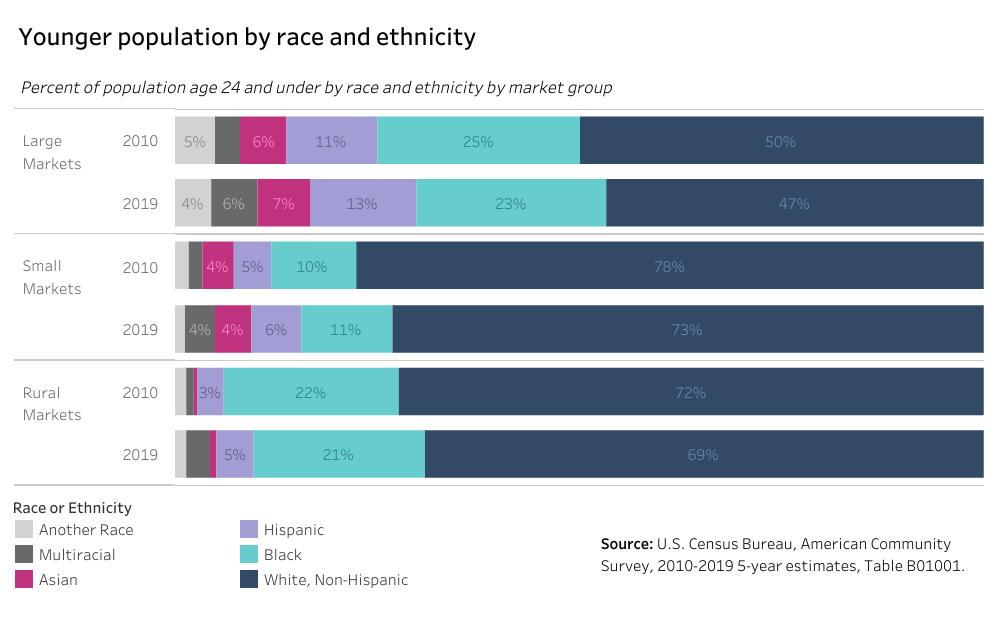 Younger population by race and ethnicity
Percent of population age 24 and under by race and ethnicity by market group
Large
Markets
2010
5%
6%
11%
25%
50%
2019
4%
6%
7%
13%
23%
47%
Small
Markets
2010
4%
5%
10%
78%
2019
4%
4%
6%
11%
73%
Rural
Markets
2010
3%
22%
72%
2019
5%
21%
69%
Race or Ethnicity
Another Race
Multiracial
Asian
Hispanic
Black
White, Non-Hispanic
Source: U.S. Census Bureau, American Community
Survey, 2010-2019 5-year estimates, Table B01001.